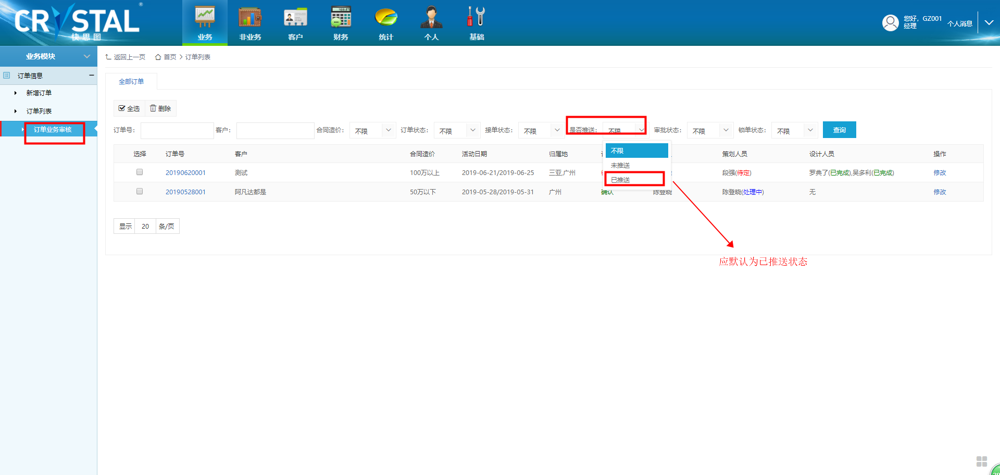 CRYSTAL®
快思图
业务
非业务
客户
财务
统计
个人
基础
您好，GZ001
经理
个人消息
业务模块
订单信息
新增订单
订单列表
订单业务审核
返回上一页 首页 > 订单列表
全部订单
全选 删除
订单号： 客户： 合同造价： 不限 订单状态： 不限 接单状态： 不限 是否推送： 不限 审批状态： 不限 锁单状态： 不限 查询
不限
未推送
已推送
选择 订单号 客户 合同造价 活动日期 归属地 策划人员 设计人员 操作
20190620001 测试 100万以上 2019-06-21/2019-06-25 三亚,广州 段强(待定) 罗典了(已完成),吴多利(已完成) 修改
20190528001 阿凡达都是 50万以下 2019-05-28/2019-05-31 广州 确认 陈登晓 陈登晓(处理中) 无 修改
显示 20 条/页
应默认为已推送状态